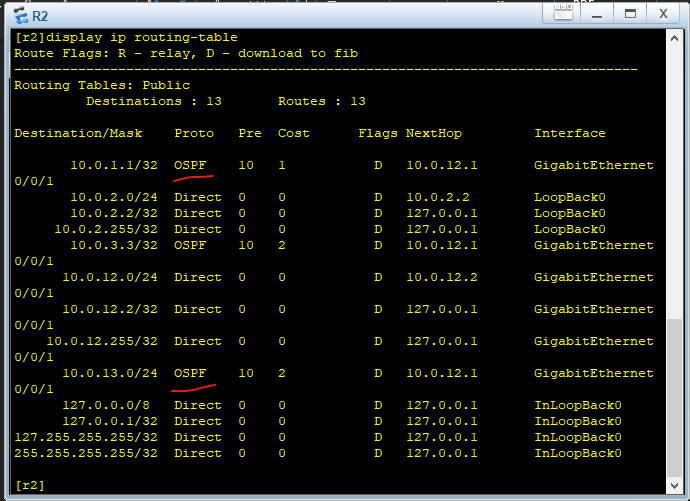 R2
[r2]display ip routing-table
Route Flags: R - relay, D - download to fib
------------------------------------------------------------------------------
Routing Tables: Public
         Destinations : 13       Routes : 13
Destination/Mask    Proto   Pre  Cost      Flags NextHop         Interface
       10.0.1.1/32  OSPF    10   1           D   10.0.12.1       GigabitEthernet
0/0/1
       10.0.2.0/24  Direct  0    0           D   10.0.2.2        LoopBack0
       10.0.2.2/32  Direct  0    0           D   127.0.0.1       LoopBack0
     10.0.2.255/32  Direct  0    0           D   127.0.0.1       LoopBack0
       10.0.3.3/32  OSPF    10   2           D   10.0.12.1       GigabitEthernet
0/0/1
      10.0.12.0/24  Direct  0    0           D   10.0.12.2       GigabitEthernet
0/0/1
      10.0.12.2/32  Direct  0    0           D   127.0.0.1       GigabitEthernet
0/0/1
    10.0.12.255/32  Direct  0    0           D   127.0.0.1       GigabitEthernet
0/0/1
      10.0.13.0/24  OSPF    10   2           D   10.0.12.1       GigabitEthernet
0/0/1
      127.0.0.0/8   Direct  0    0           D   127.0.0.1       InLoopBack0
      127.0.0.1/32  Direct  0    0           D   127.0.0.1       InLoopBack0
127.255.255.255/32  Direct  0    0           D   127.0.0.1       InLoopBack0
255.255.255.255/32  Direct  0    0           D   127.0.0.1       InLoopBack0
[r2]